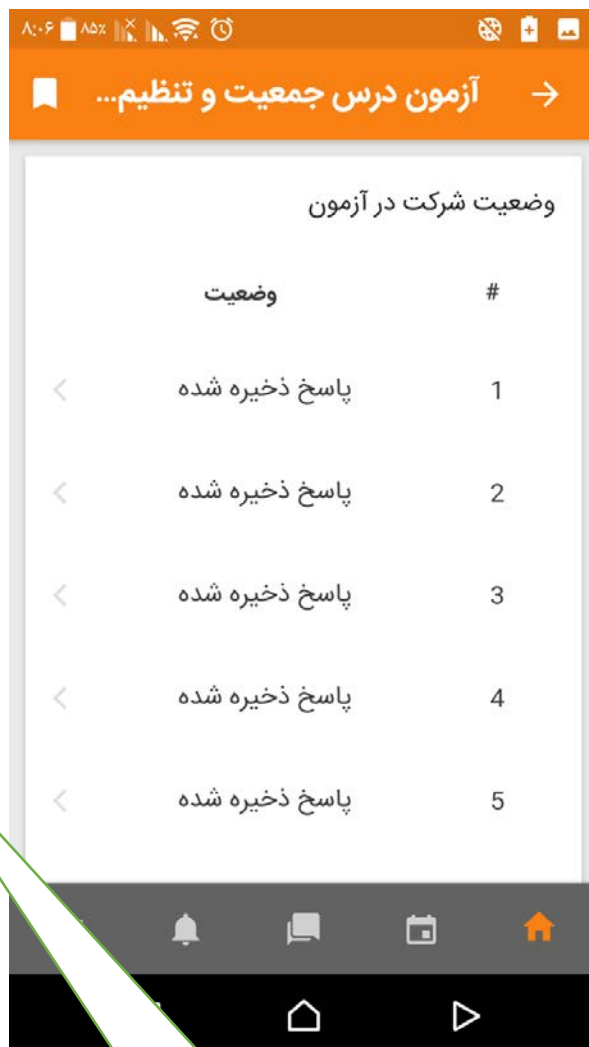 ۸:۰۶ ۸۵٪
آزمون درس جمعیت و تنظیم...
وضعیت شرکت در آزمون
# وضعیت
1 پاسخ ذخیره شده
2 پاسخ ذخیره شده
3 پاسخ ذخیره شده
4 پاسخ ذخیره شده
5 پاسخ ذخیره شده